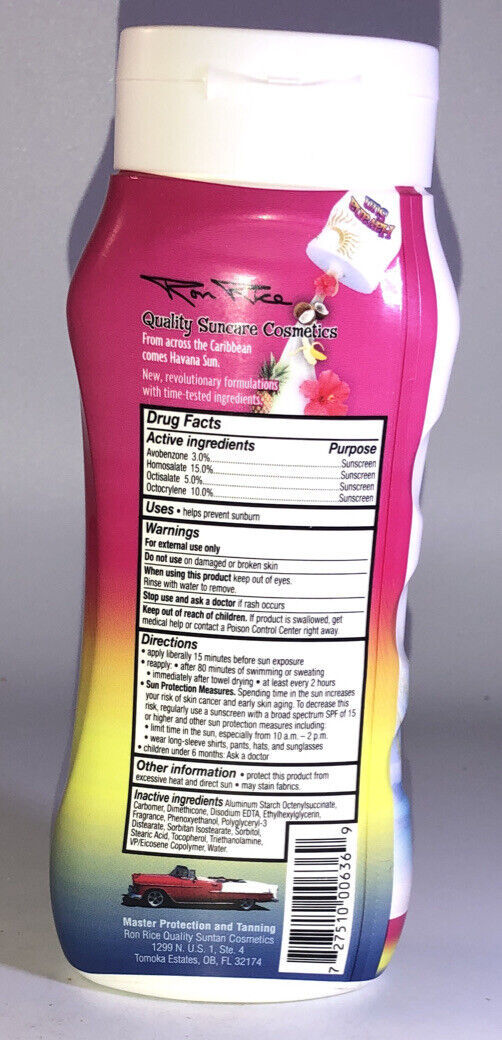 HAVANA
SUN
Ron Rice
Quality Suncare Cosmetics
From across the Caribbean
comes Havana Sun.
New, revolutionary formulations
with time-tested ingredients.
Drug Facts
Active ingredients Purpose
Avobenzone 3.0%...Sunscreen
Homosalate 15.0%...Sunscreen
Octisalate 5.0%...Sunscreen
Octocrylene 10.0%...Sunscreen
Uses • helps prevent sunburn
Warnings
For external use only
Do not use on damaged or broken skin
When using this product keep out of eyes.
Rinse with water to remove.
Stop use and ask a doctor if rash occurs
Keep out of reach of children. If product is swallowed, get
medical help or contact a Poison Control Center right away.
Directions
• apply liberally 15 minutes before sun exposure
• reapply: • after 80 minutes of swimming or sweating
• immediately after towel drying • at least every 2 hours
• Sun Protection Measures. Spending time in the sun increases
your risk of skin cancer and early skin aging. To decrease this
risk, regularly use a sunscreen with a broad spectrum SPF of 15
or higher and other sun protection measures including:
• limit time in the sun, especially from 10 a.m. – 2 p.m.
• wear long-sleeve shirts, pants, hats, and sunglasses
• children under 6 months: Ask a doctor
Other information • protect this product from
excessive heat and direct sun • may stain fabrics.
Inactive ingredients Aluminum Starch Octenylsuccinate,
Carbomer, Dimethicone, Disodium EDTA, Ethylhexylglycerin,
Fragrance, Phenoxyethanol, Polyglyceryl-3
Distearate, Sorbitan Isostearate, Sorbitol,
Stearic Acid, Tocopherol, Triethanolamine,
VP/Eicosene Copolymer, Water.
Master Protection and Tanning
Ron Rice Quality Suntan Cosmetics
1299 N. U.S. 1, Ste. 4
Tomoka Estates, OB, FL 32174
7 27510 00636 9